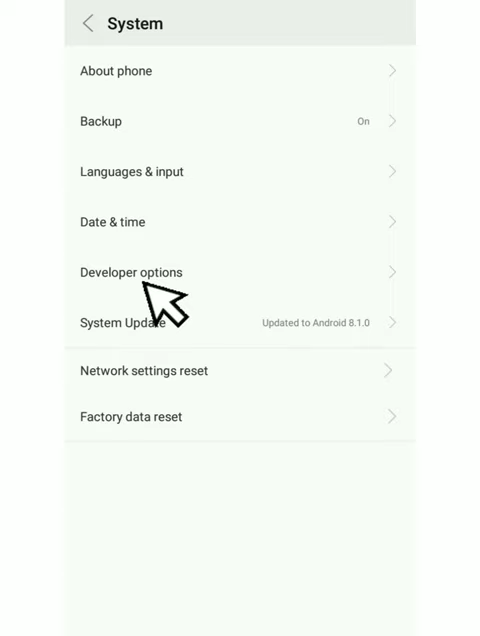 System
About phone
Backup On
Languages & input
Date & time
Developer options
System Update Updated to Android 8.1.0
Network settings reset
Factory data reset